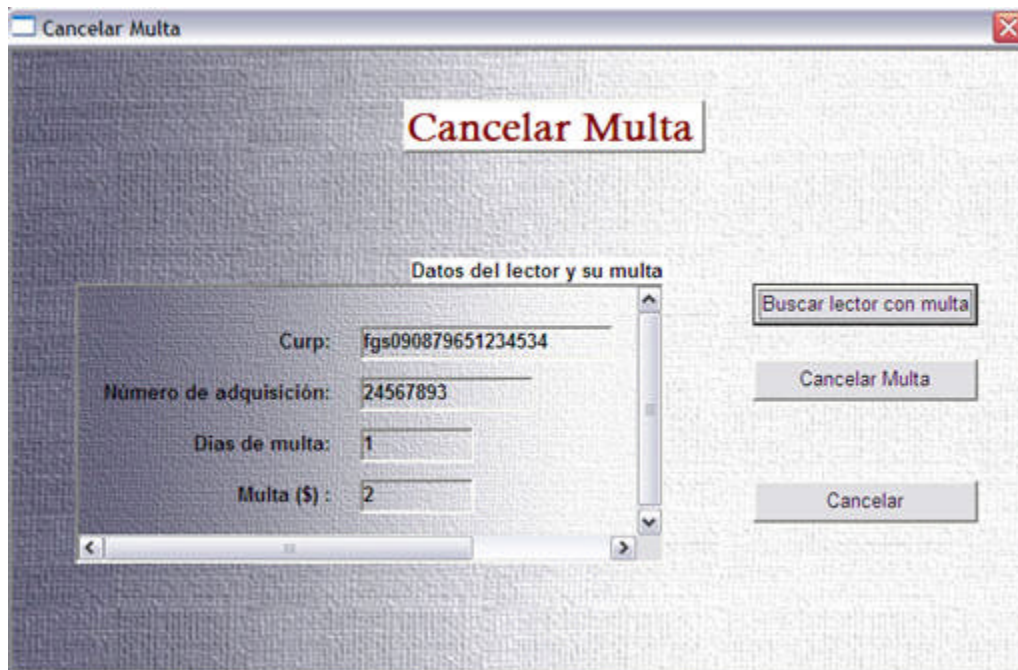 Cancelar Multa
Cancelar Multa
Datos del lector y su multa
Curp: fgs090879651234534
Número de adquisición: 24567893
Dias de multa: 1
Multa ($) : 2
Buscar lector con multa
Cancelar Multa
Cancelar